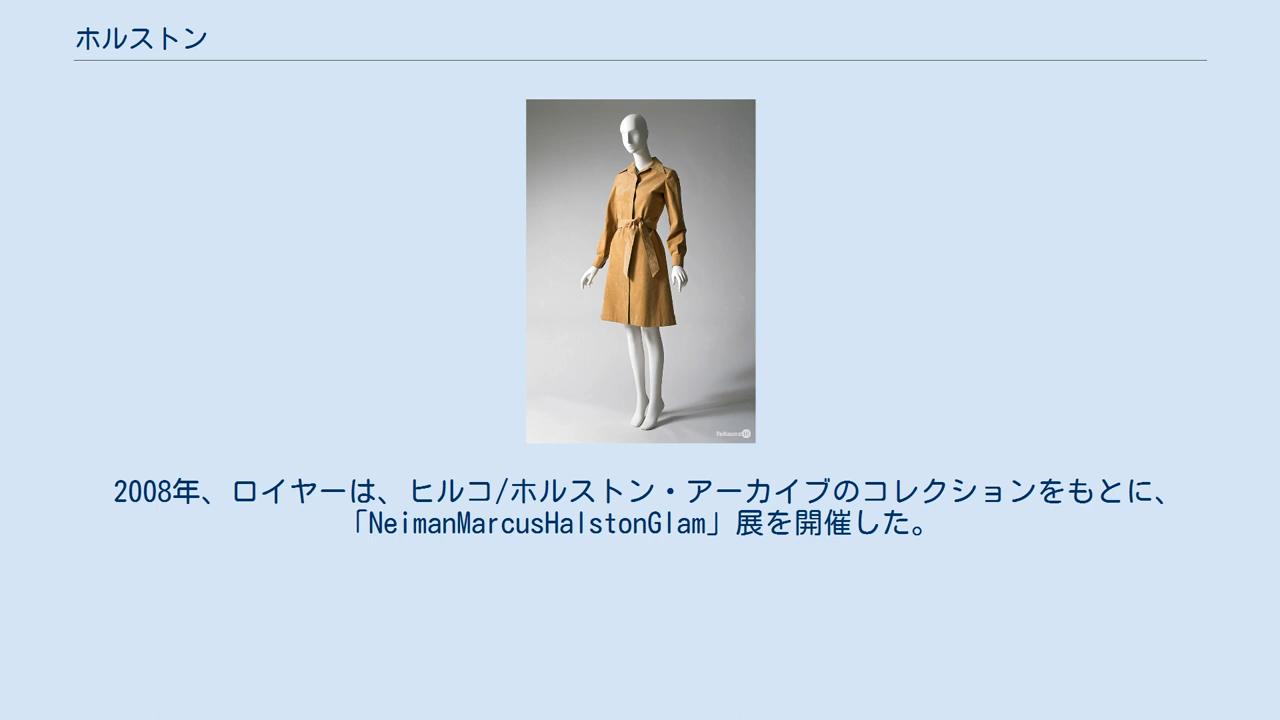 ホルストン
2008年、ロイヤーは、ヒルコ/ホルストン・アーカイブのコレクションをもとに、
「NeimanMarcusHalstonGlam」展を開催した。